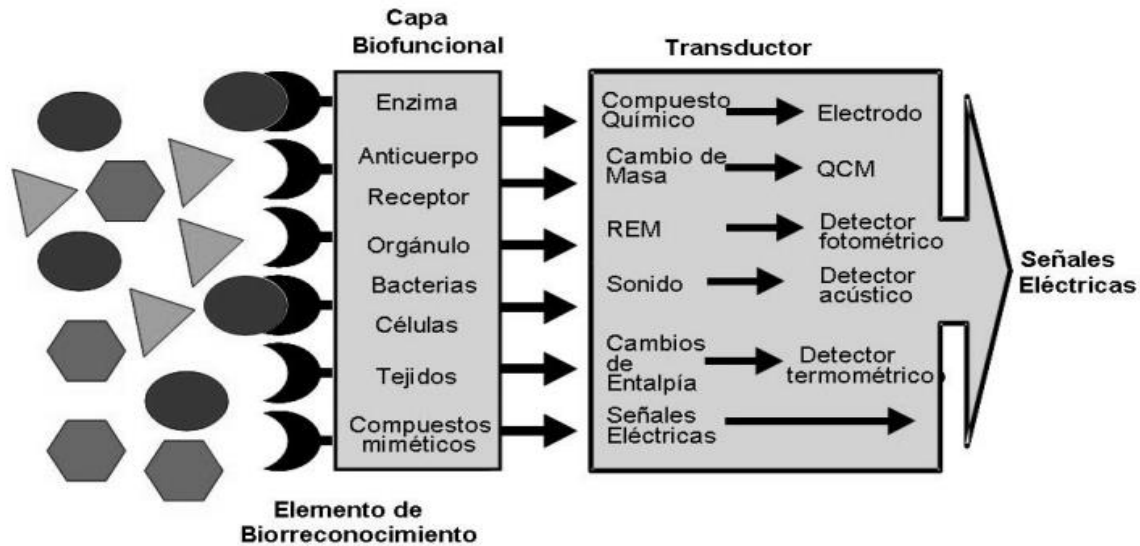 Capa
Biofuncional
Enzima
Anticuerpo
Receptor
Orgánulo
Bacterias
Células
Tejidos
Compuestos
miméticos
Elemento de
Biorreconocimiento
Transductor
Compuesto
Químico
Electrodo
Cambio de
Masa
QCM
REM
Detector
fotométrico
Sonido
Detector
acústico
Cambios
de
Entalpía
Detector
termométrico
Señales
Eléctricas
Señales
Eléctricas